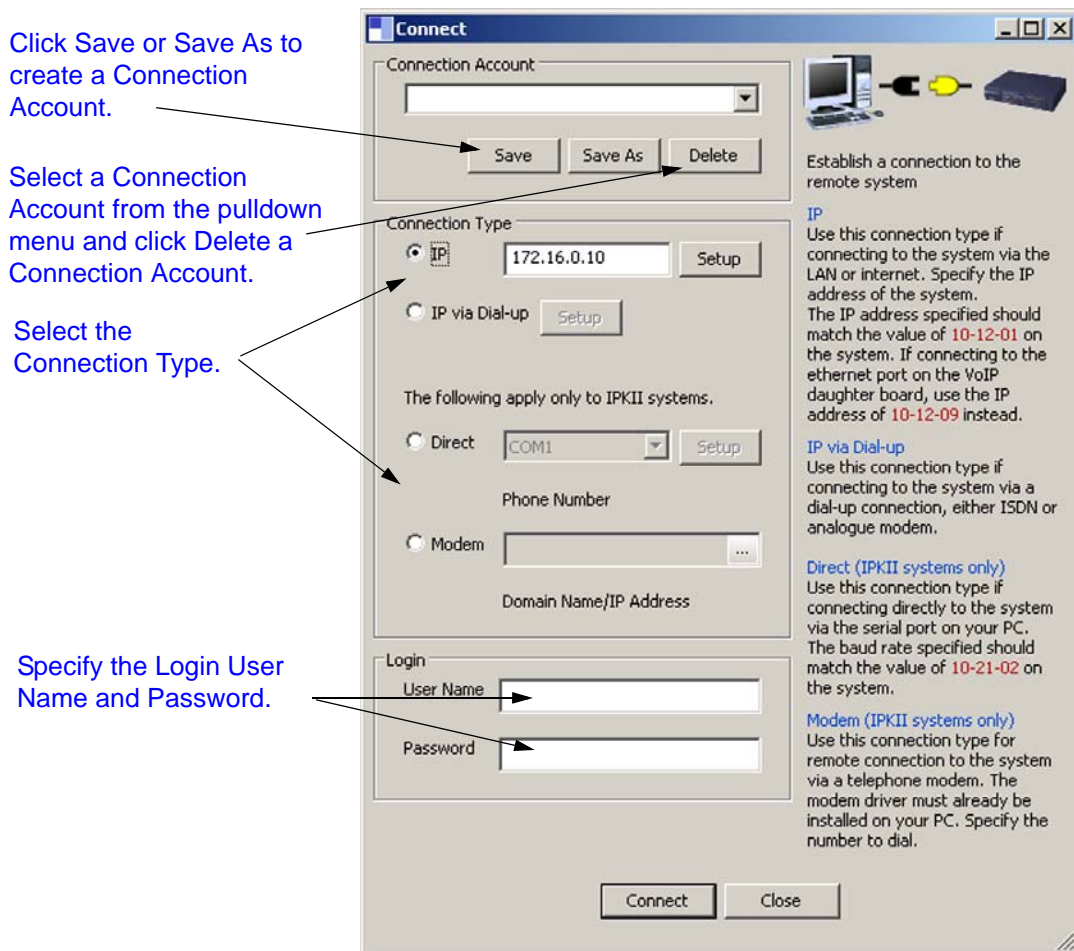 Click Save or Save As to
create a Connection
Account.
Select a Connection
Account from the pulldown
menu and click Delete a
Connection Account.
Select the
Connection Type.
Specify the Login User
Name and Password.
Connect
Connection Account
Save
Save As
Delete
Connection Type
IP
172.16.0.10
Setup
IP via Dial-up
Setup
The following apply only to IPKII systems.
Direct
COM1
Setup
Phone Number
Modem
...
Domain Name/IP Address
Login
User Name
Password
Establish a connection to the
remote system
IP
Use this connection type if
connecting to the system via the
LAN or internet. Specify the IP
address of the system.
The IP address specified should
match the value of 10-12-01 on
the system. If connecting to the
ethernet port on the VoIP
daughter board, use the IP
address of 10-12-09 instead.
IP via Dial-up
Use this connection type if
connecting to the system via a
dial-up connection, either ISDN or
analogue modem.
Direct (IPKII systems only)
Use this connection type if
connecting directly to the system
via the serial port on your PC.
The baud rate specified should
match the value of 10-21-02 on
the system.
Modem (IPKII systems only)
Use this connection type for
remote connection to the system
via a telephone modem. The
modem driver must already be
installed on your PC. Specify the
number to dial.
Connect
Close